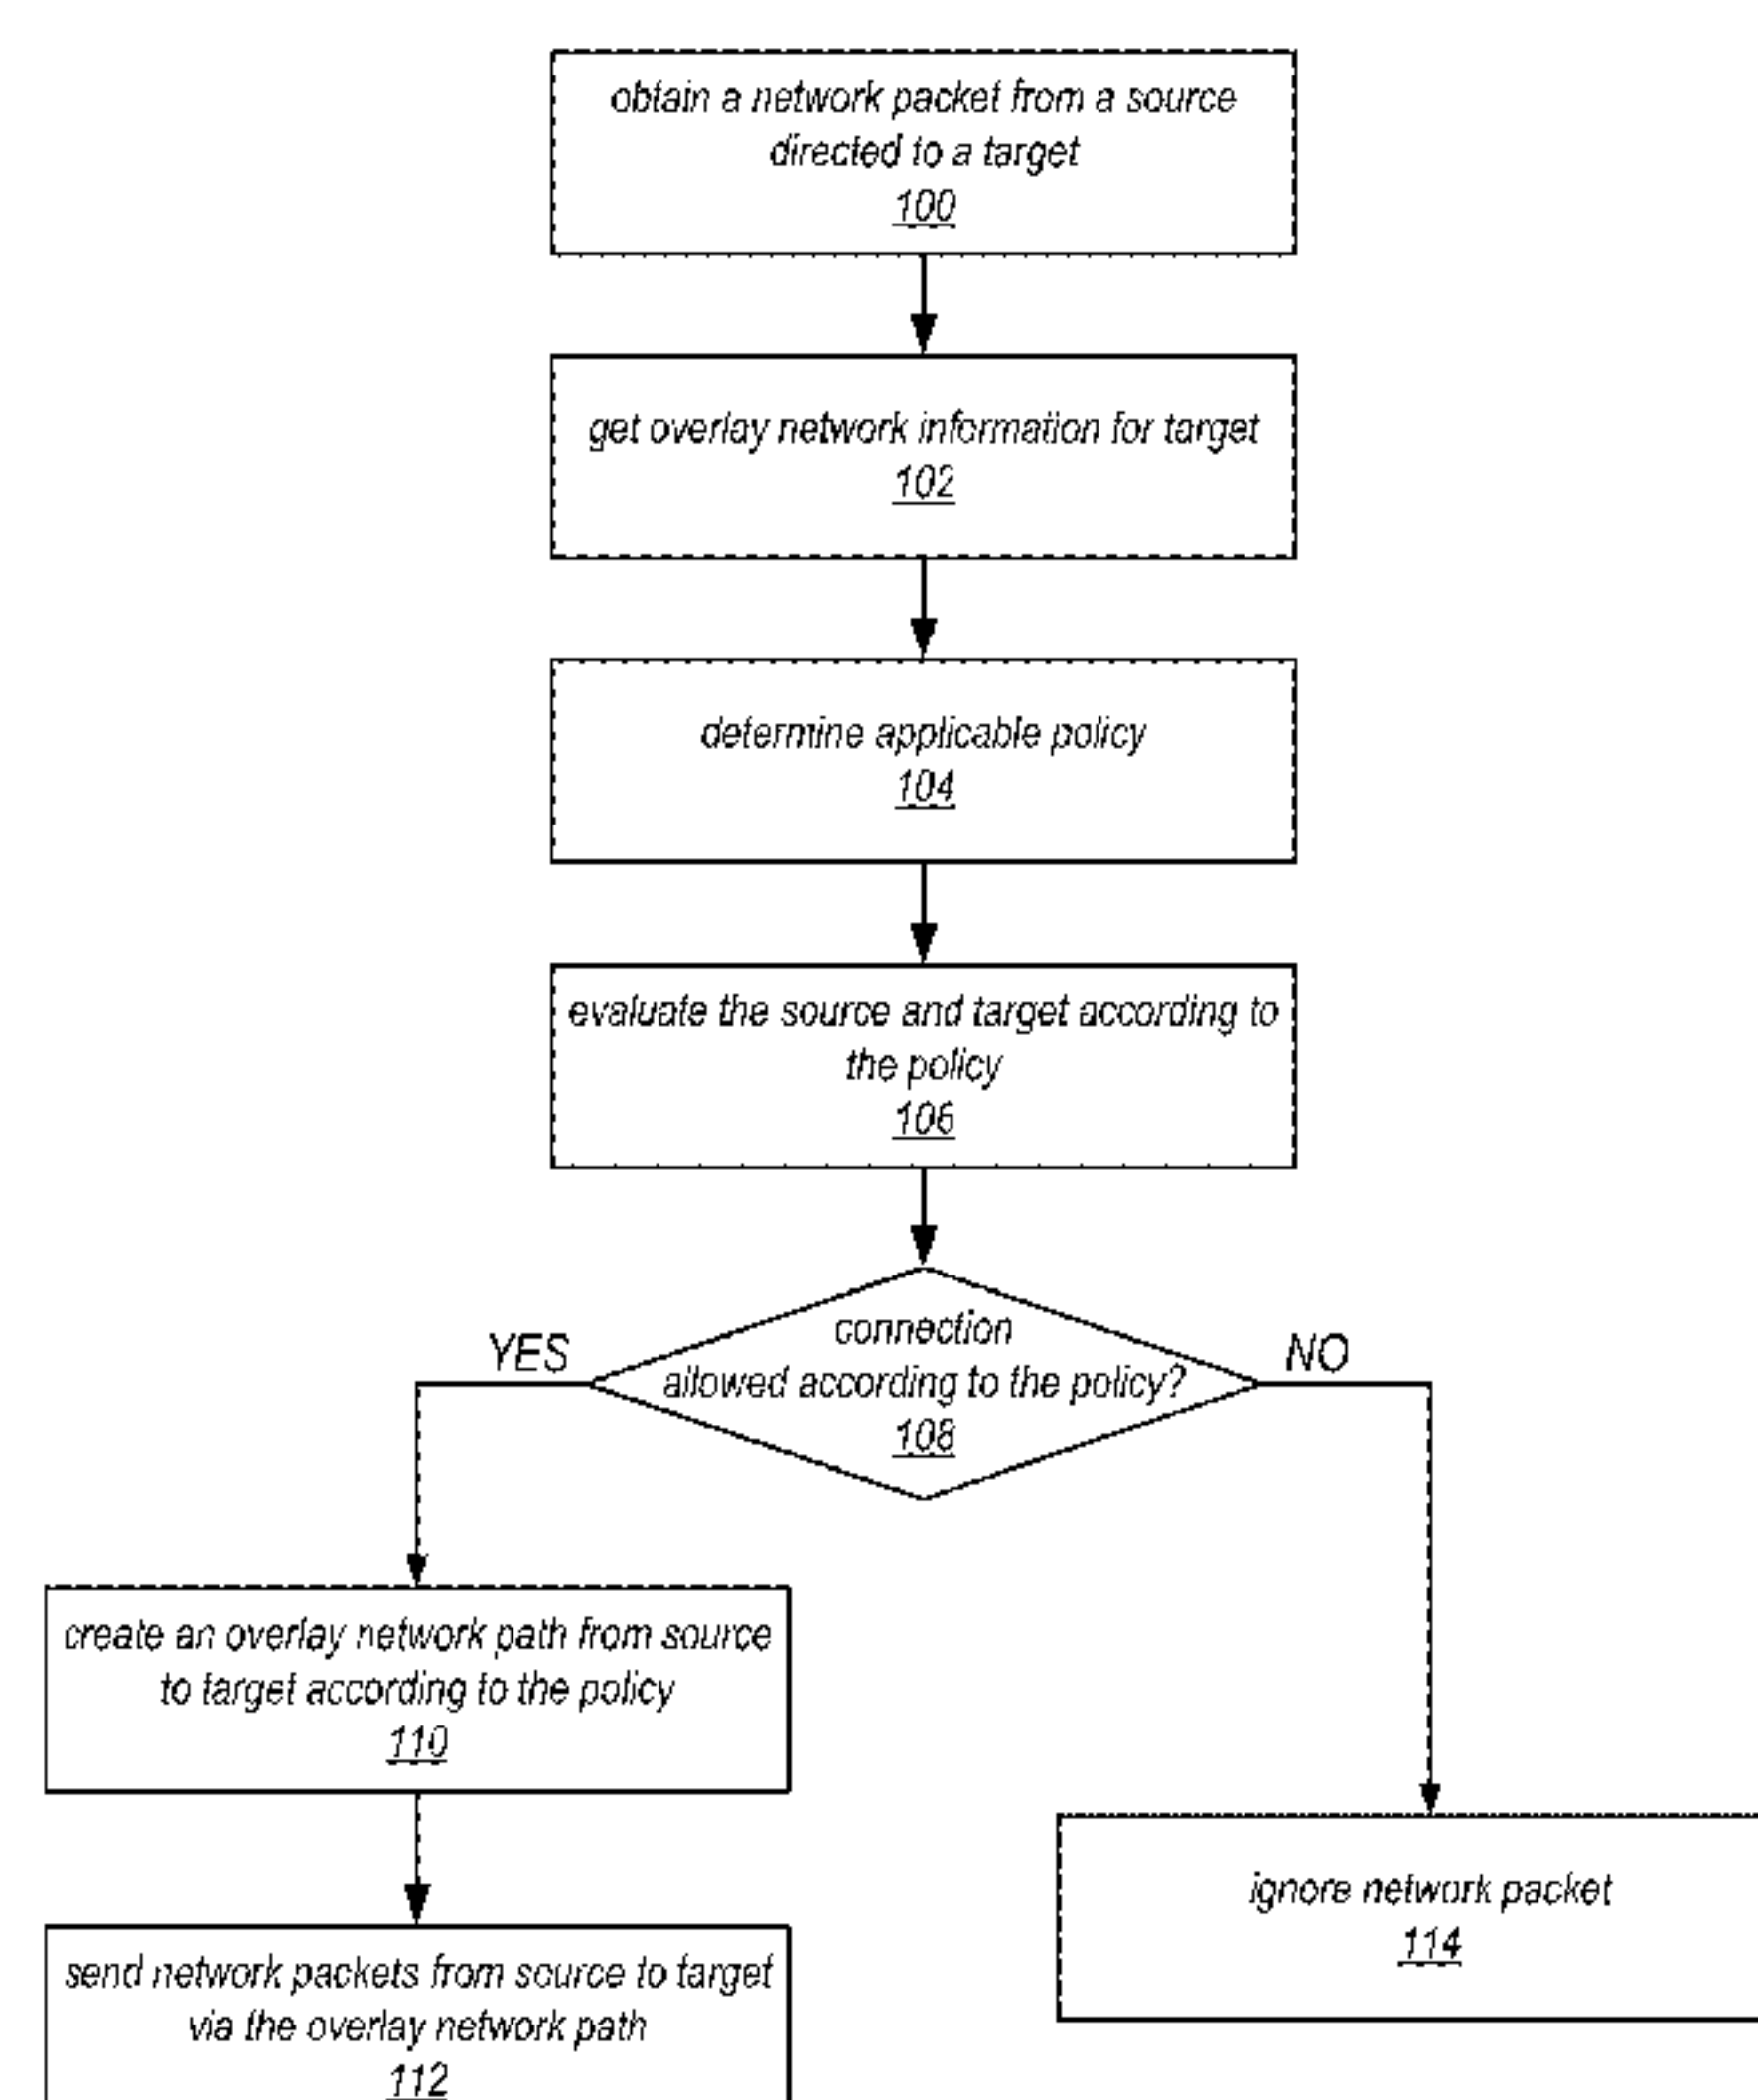 obtain a network packet from a source
directed to a target
100
get overlay network information for target
102
determine applicable policy
104
evaluate the source and target according to
the policy
106
connection
allowed according to the policy?
108
YES
NO
create an overlay network path from source
to target according to the policy
110
ignore network packet
114
send network packets from source to target
via the overlay network path
112